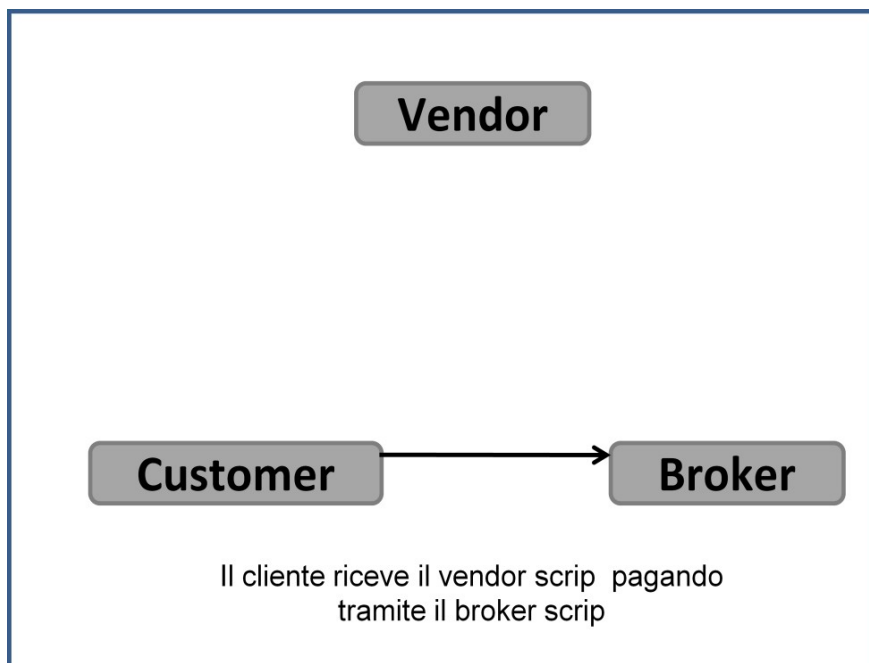 Vendor
Customer
Broker
Il cliente riceve il vendor scrip pagando
tramite il broker scrip